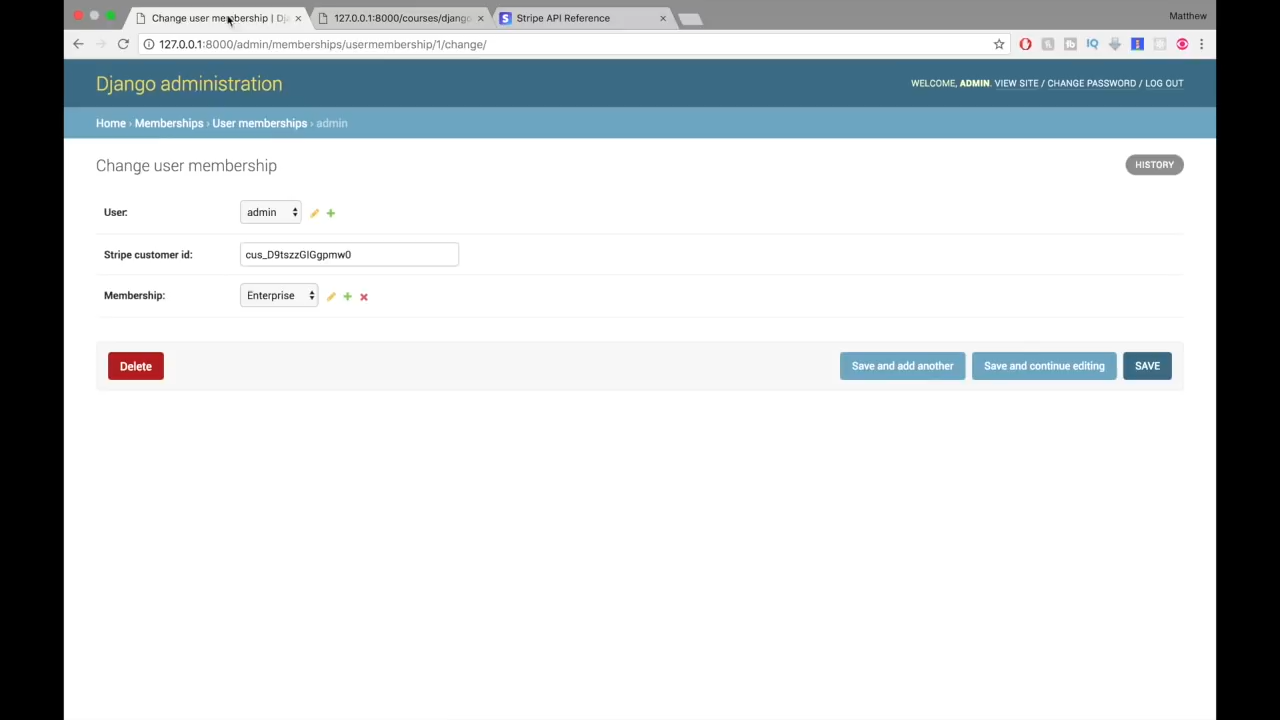 Change user membership | Dj
127.0.0.1:8000/courses/django
Stripe API Reference
Matthew
127.0.0.1:8000/admin/memberships/usermembership/1/change/
Django administration
WELCOME, ADMIN. VIEW SITE / CHANGE PASSWORD / LOG OUT
Home › Memberships › User memberships › admin
Change user membership
HISTORY
User:
admin
Stripe customer id:
cus_D9tszzGlGgpmw0
Membership:
Enterprise
Delete
Save and add another
Save and continue editing
SAVE